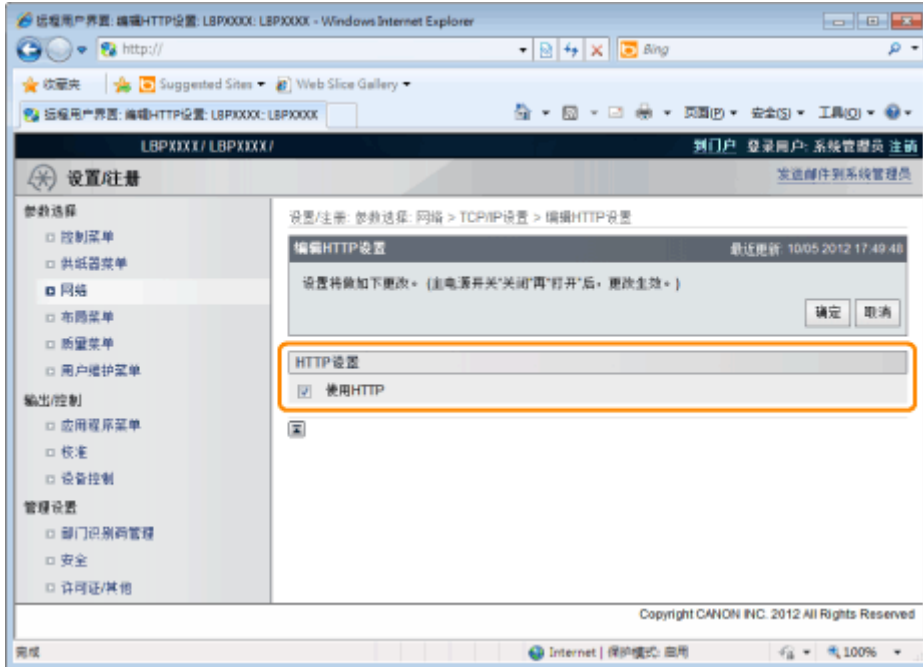 远程用户界面: 编辑HTTP设置: LBPXXXX: LBPXXXX - Windows Internet Explorer
http://
Bing
收藏夹 Suggested Sites Web Slice Gallery
远程用户界面: 编辑HTTP设置: LBPXXXX: LBPXXXX 页面(P) 安全(S) 工具(O)
LBPXXXX / LBPXXXX / 到门户 登录用户: 系统管理员 注销
设置/注册 发送邮件到系统管理员
参数选择
控制菜单
供纸器菜单
网络
布局菜单
质量菜单
用户维护菜单
输出/控制
应用程序菜单
校准
设备控制
管理设置
部门识别码管理
安全
许可证/其他
设置/注册: 参数选择: 网络 > TCP/IP设置 > 编辑HTTP设置
编辑HTTP设置 最近更新: 10/05 2012 17:49:48
设置将做如下更改。(主电源开关"关闭"再"打开"后，更改生效。)
确定 取消
HTTP设置
使用HTTP
Copyright CANON INC. 2012 All Rights Reserved
完成 Internet | 保护模式: 启用 100%